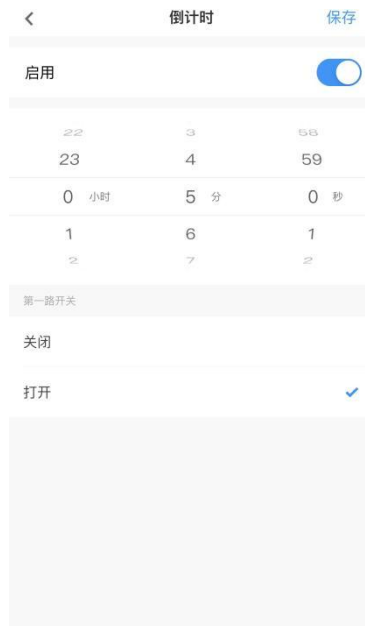 倒计时 保存
启用
22 3 58
23 4 59
0 小时 5 分 0 秒
1 6 1
2 7 2
第一路开关
关闭
打开